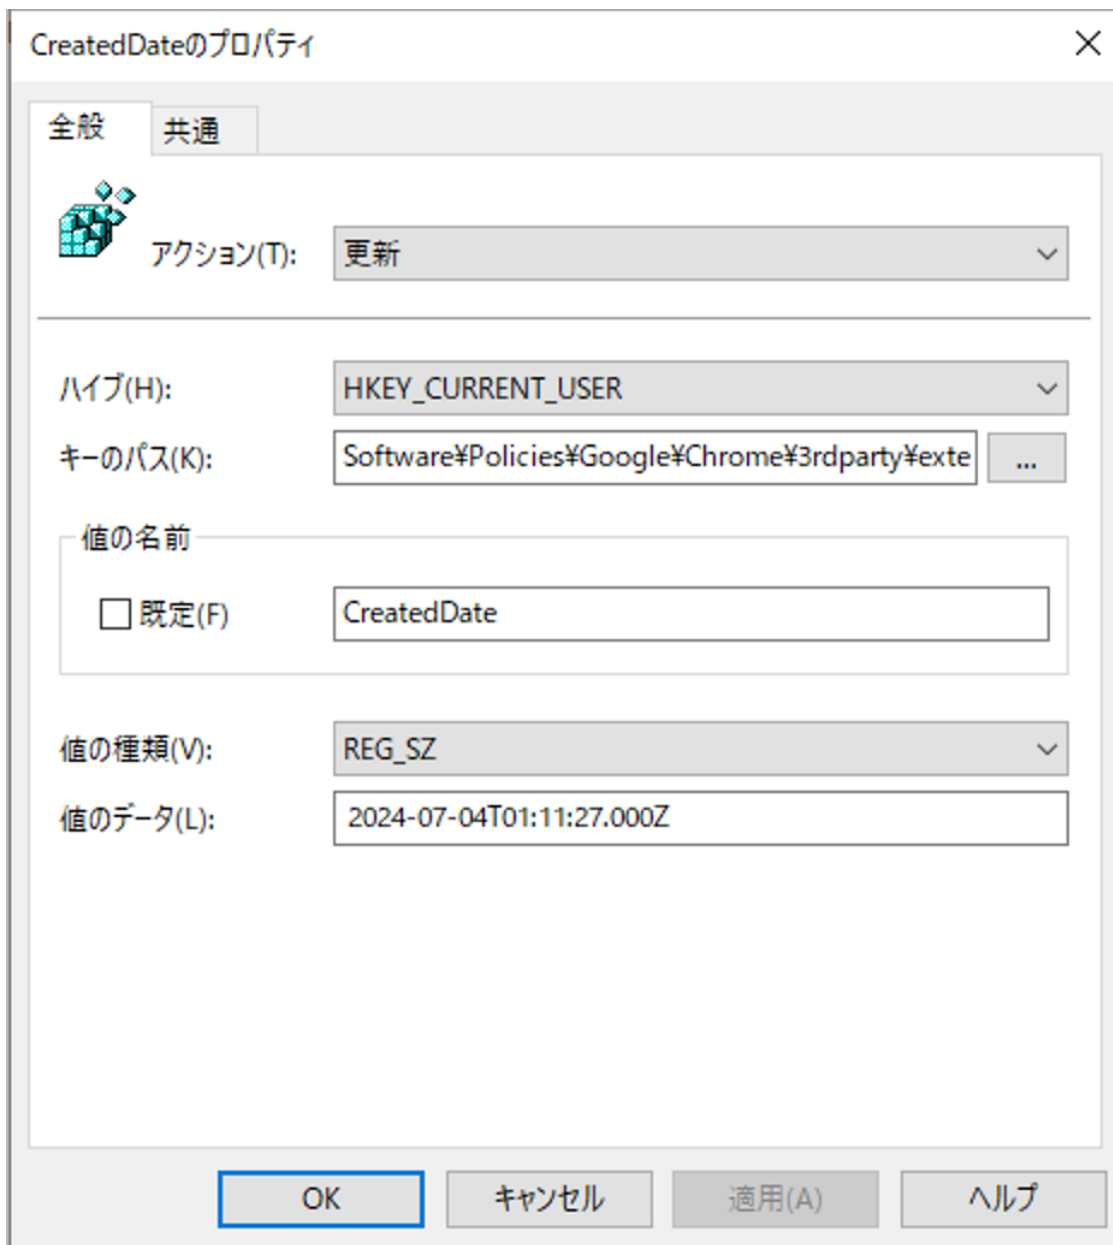 CreatedDateのプロパティ
全般
共通
アクション(T):
更新
ハイブ(H):
HKEY_CURRENT_USER
キーのパス(K):
Software¥Policies¥Google¥Chrome¥3rdparty¥exte
...
値の名前
既定(F)
CreatedDate
値の種類(V):
REG_SZ
値のデータ(L):
2024-07-04T01:11:27.000Z
OK
キャンセル
適用(A)
ヘルプ